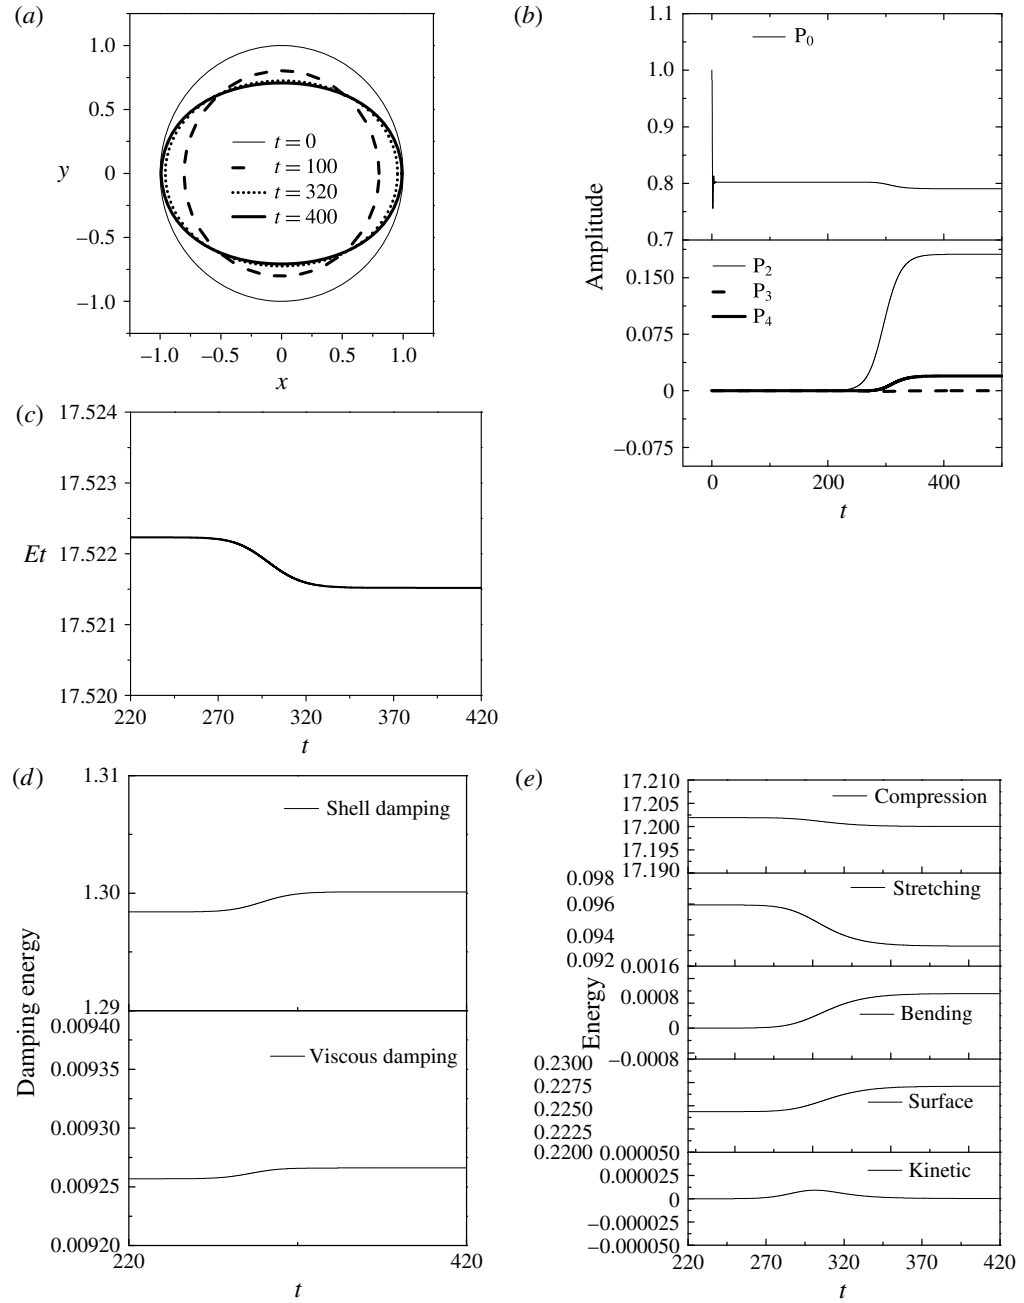 (a)
1.0
0.5
0
−0.5
−1.0
y
t = 0
t = 100
t = 320
t = 400
−1.0 −0.5 0 0.5 1.0
x
(b)
1.1
1.0
0.9
0.8
0.7
P0
Amplitude
0.150
0.075
0
−0.075
P2
P3
P4
0 200 400
t
(c)
17.524
17.523
17.522
17.521
17.520
Et
220 270 320 370 420
t
(d)
1.31
1.30
1.29
Shell damping
Damping energy
0.00940
0.00935
0.00930
0.00925
0.00920
Viscous damping
220 420
t
(e)
17.210
17.205
17.200
17.195
17.190
Compression
0.098
0.096
0.094
0.092
Stretching
Energy
0.0016
0.0008
0
−0.0008
Bending
0.2300
0.2275
0.2250
0.2225
0.2200
Surface
0.000050
0.000025
0
−0.000025
−0.000050
Kinetic
220 270 320 370 420
t